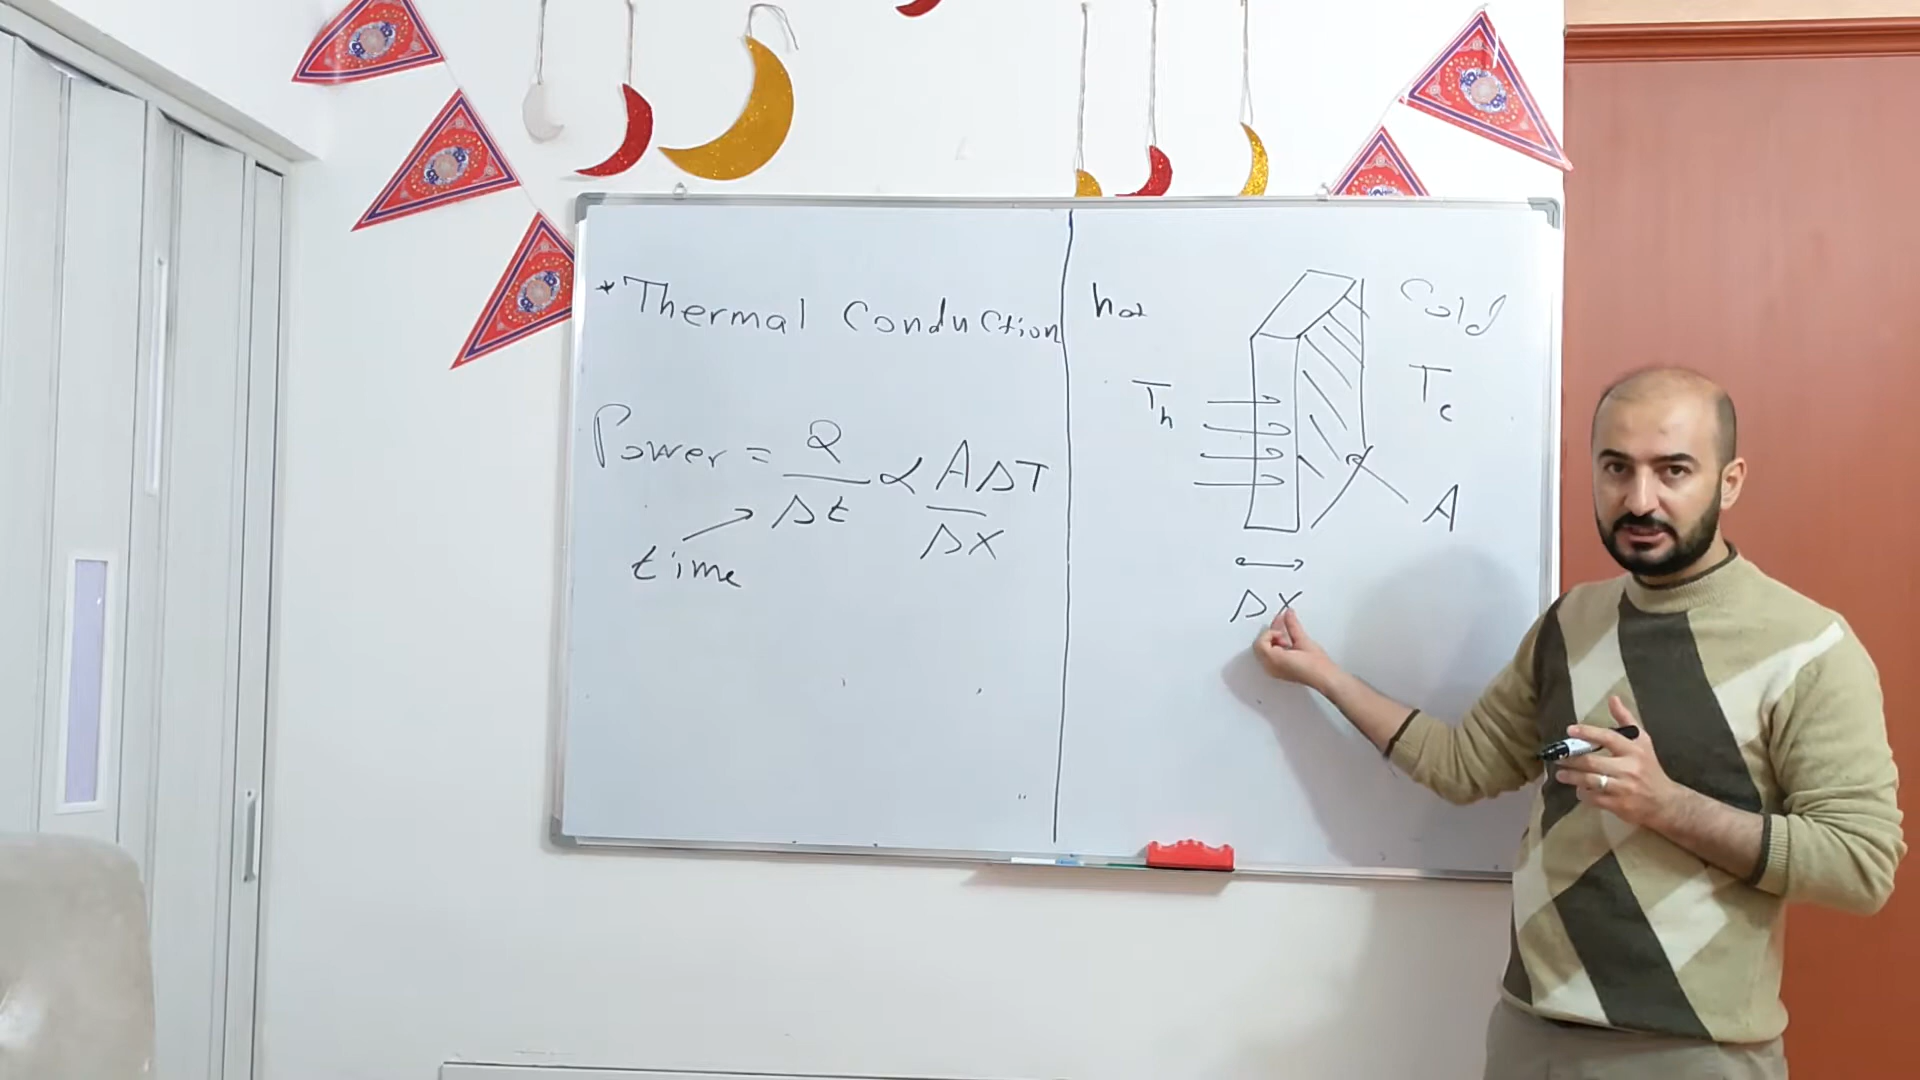 *Thermal Conduction
Power = Q/Δt ∝ AΔT/Δx
time
hot
Cold
Th
Tc
A
Δx